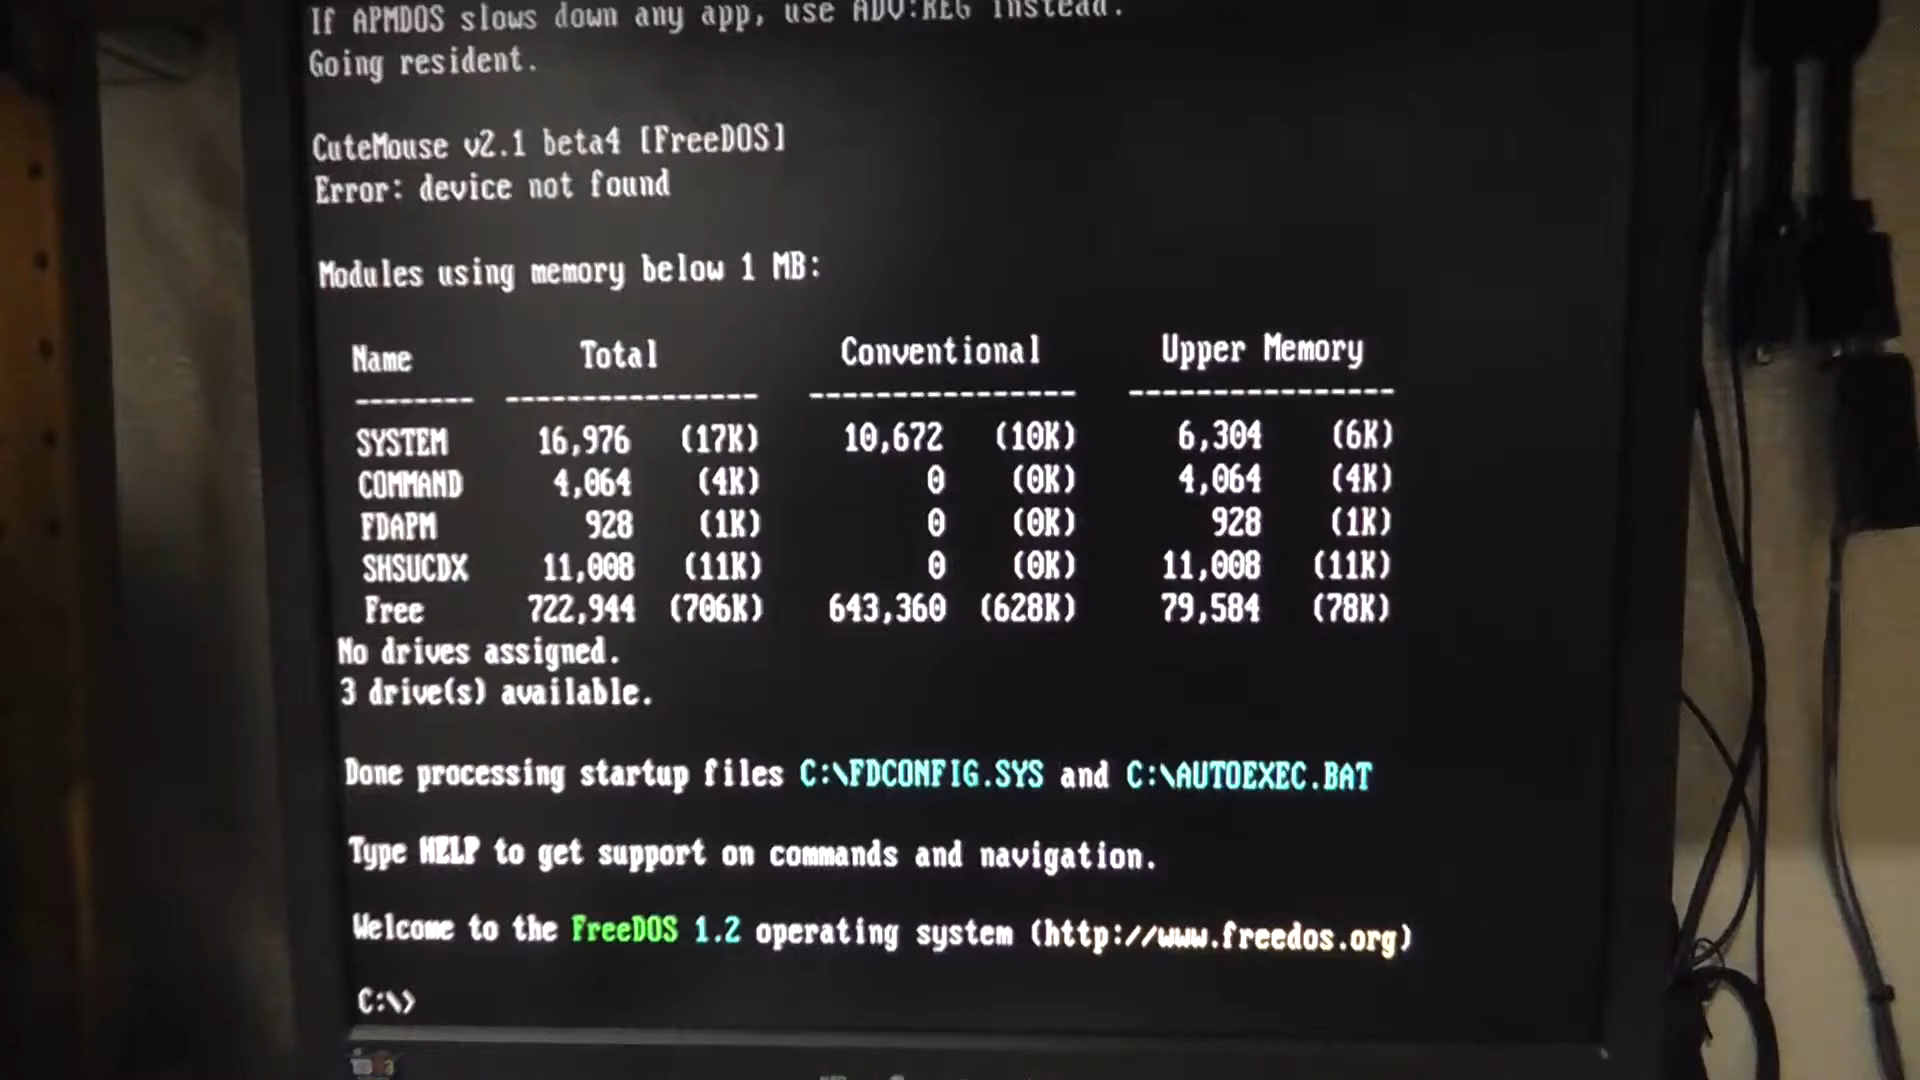 If APMDOS slows down any app, use ADV:REG instead.
Going resident.
CuteMouse v2.1 beta4 [FreeDOS]
Error: device not found
Modules using memory below 1 MB:
Name Total Conventional Upper Memory
-------- ---------------- ---------------- ----------------
SYSTEM 16,976 (17K) 10,672 (10K) 6,304 (6K)
COMMAND 4,064 (4K) 0 (0K) 4,064 (4K)
FDAPM 928 (1K) 0 (0K) 928 (1K)
SHSUCDX 11,008 (11K) 0 (0K) 11,008 (11K)
Free 722,944 (706K) 643,360 (628K) 79,584 (78K)
No drives assigned.
3 drive(s) available.
Done processing startup files C:\FDCONFIG.SYS and C:\AUTOEXEC.BAT
Type HELP to get support on commands and navigation.
Welcome to the FreeDOS 1.2 operating system (http://www.freedos.org)
C:\>